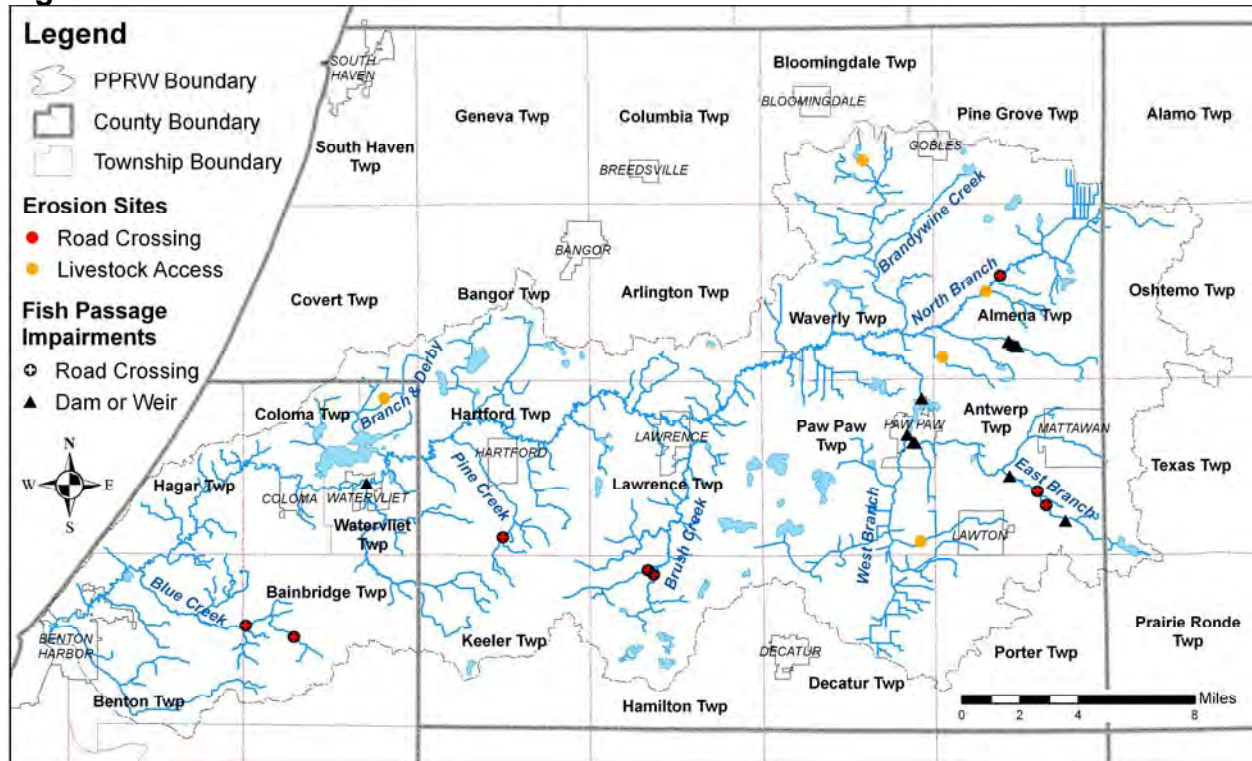 Legend
PPRW Boundary
County Boundary
Township Boundary
Erosion Sites
Road Crossing
Livestock Access
Fish Passage
Impairments
Road Crossing
Dam or Weir
N
W
E
S
SOUTH
HAVEN
South Haven
Twp
Geneva Twp
Columbia Twp
BREEDSVILLE
Bloomingdale Twp
BLOOMINGDALE
Pine Grove Twp
GOBLES
Alamo Twp
Covert Twp
BANGOR
Bangor Twp
Arlington Twp
Waverly Twp
Brandywine Creek
North Branch
Almena Twp
Oshtemo Twp
Coloma Twp
Branch & Derby
Hartford Twp
HARTFORD
Pine Creek
LAWRENCE
Lawrence Twp
Brush Creek
Paw Paw
Twp
PAW PAW
Antwerp
Twp
MATTAWAN
East Branch
Texas Twp
Hagar Twp
COLOMA
WATERVLIET
Watervliet
Twp
West Branch
LAWTON
Blue Creek
Bainbridge Twp
BENTON
HARBOR
Benton Twp
Keeler Twp
Hamilton Twp
DECATUR
Decatur Twp
Porter Twp
Prairie Ronde
Twp
Miles
0 2 4 8